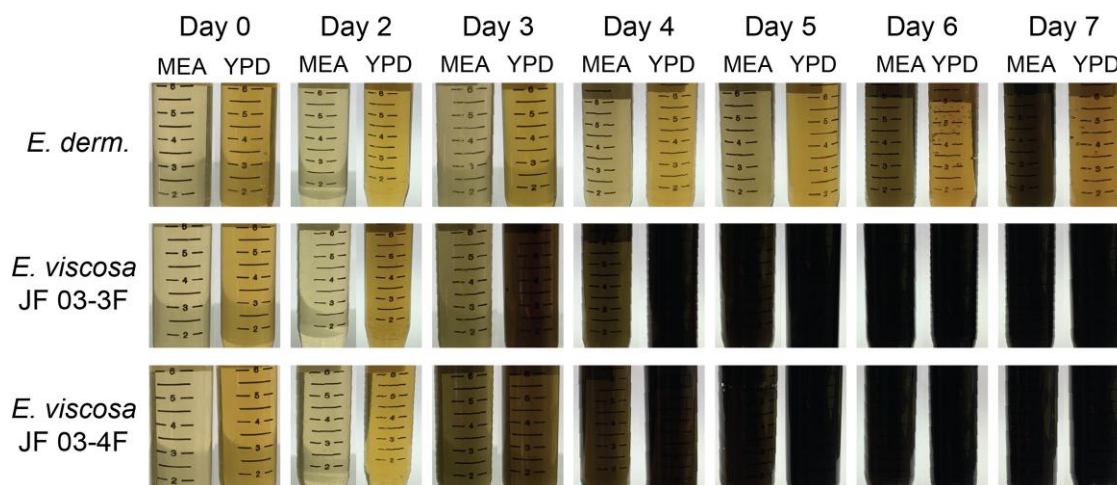 Day 0 Day 2 Day 3 Day 4 Day 5 Day 6 Day 7
MEA YPD MEA YPD MEA YPD MEA YPD MEA YPD MEA YPD MEA YPD
E. derm.
E. viscosa
JF 03-3F
E. viscosa
JF 03-4F